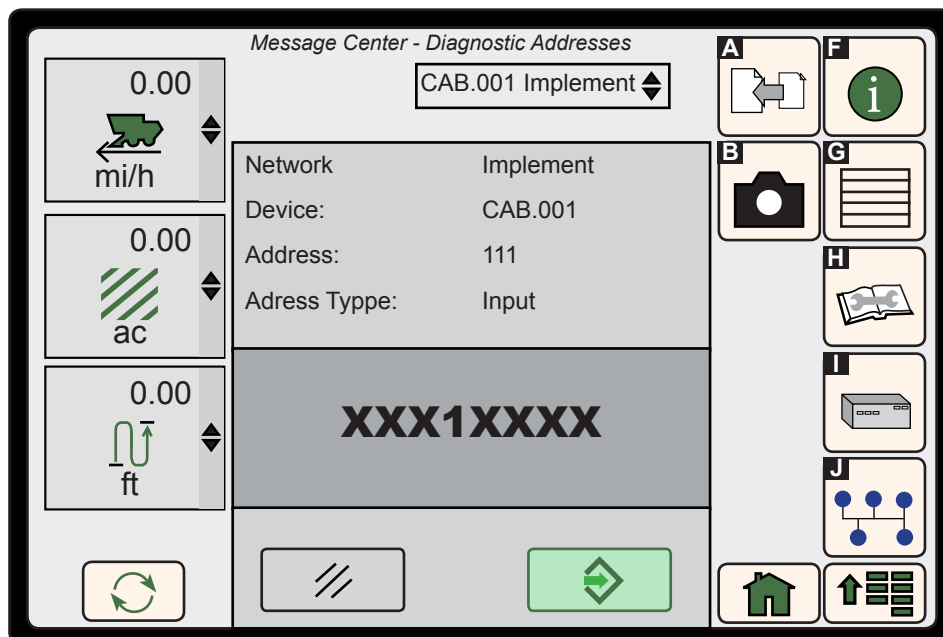 Message Center - Diagnostic Addresses
CAB.001 Implement
0.00
mi/h
0.00
ac
0.00
ft
Network Implement
Device: CAB.001
Address: 111
Adress Typpe: Input
XXX1XXXX
A
F
i
B
G
H
I
J